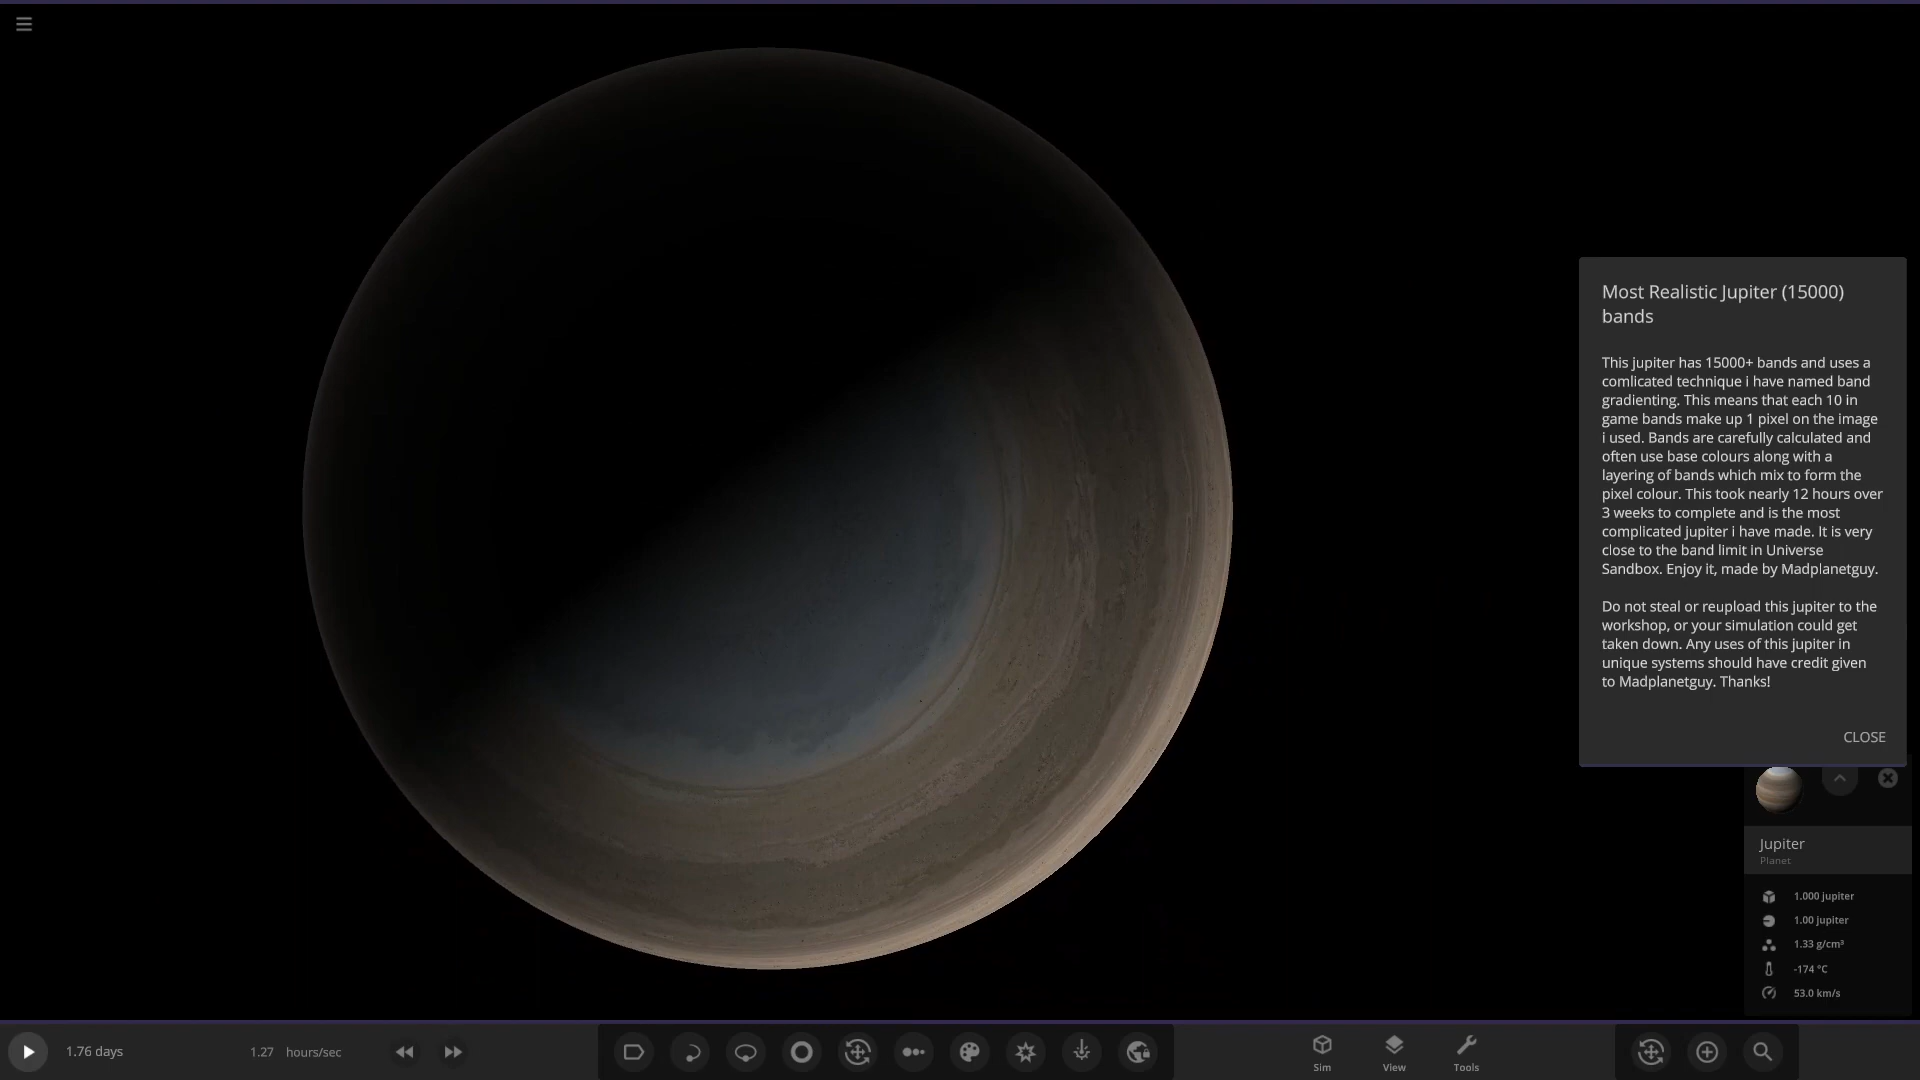 Most Realistic Jupiter (15000)
bands
This jupiter has 15000+ bands and uses a
comlicated technique i have named band
gradienting. This means that each 10 in
game bands make up 1 pixel on the image
i used. Bands are carefully calculated and
often use base colours along with a
layering of bands which mix to form the
pixel colour. This took nearly 12 hours over
3 weeks to complete and is the most
complicated jupiter i have made. It is very
close to the band limit in Universe
Sandbox. Enjoy it, made by Madplanetguy.
Do not steal or reupload this jupiter to the
workshop, or your simulation could get
taken down. Any uses of this jupiter in
unique systems should have credit given
to Madplanetguy. Thanks!
CLOSE
Jupiter
Planet
1.000 jupiter
1.00 jupiter
1.33 g/cm³
-174 °C
53.0 km/s
1.76 days
1.27 hours/sec
Sim
View
Tools